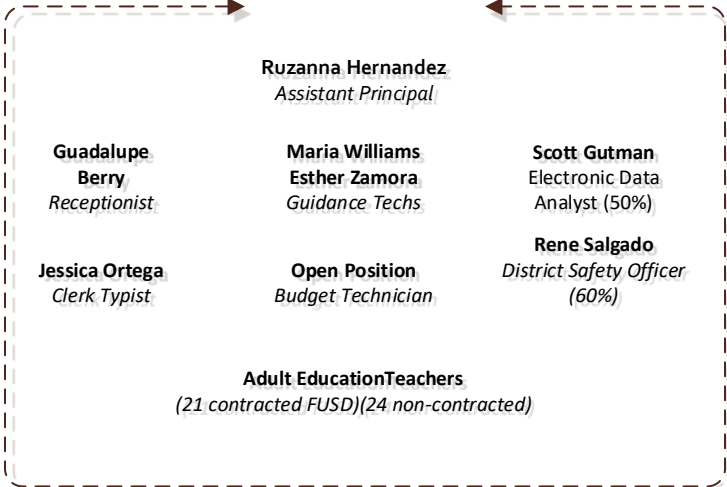 Ruzanna Hernandez
Assistant Principal
Guadalupe
Berry
Receptionist
Maria Williams
Esther Zamora
Guidance Techs
Scott Gutman
Electronic Data
Analyst (50%)
Jessica Ortega
Clerk Typist
Open Position
Budget Technician
Rene Salgado
District Safety Officer
(60%)
Adult EducationTeachers
(21 contracted FUSD)(24 non-contracted)